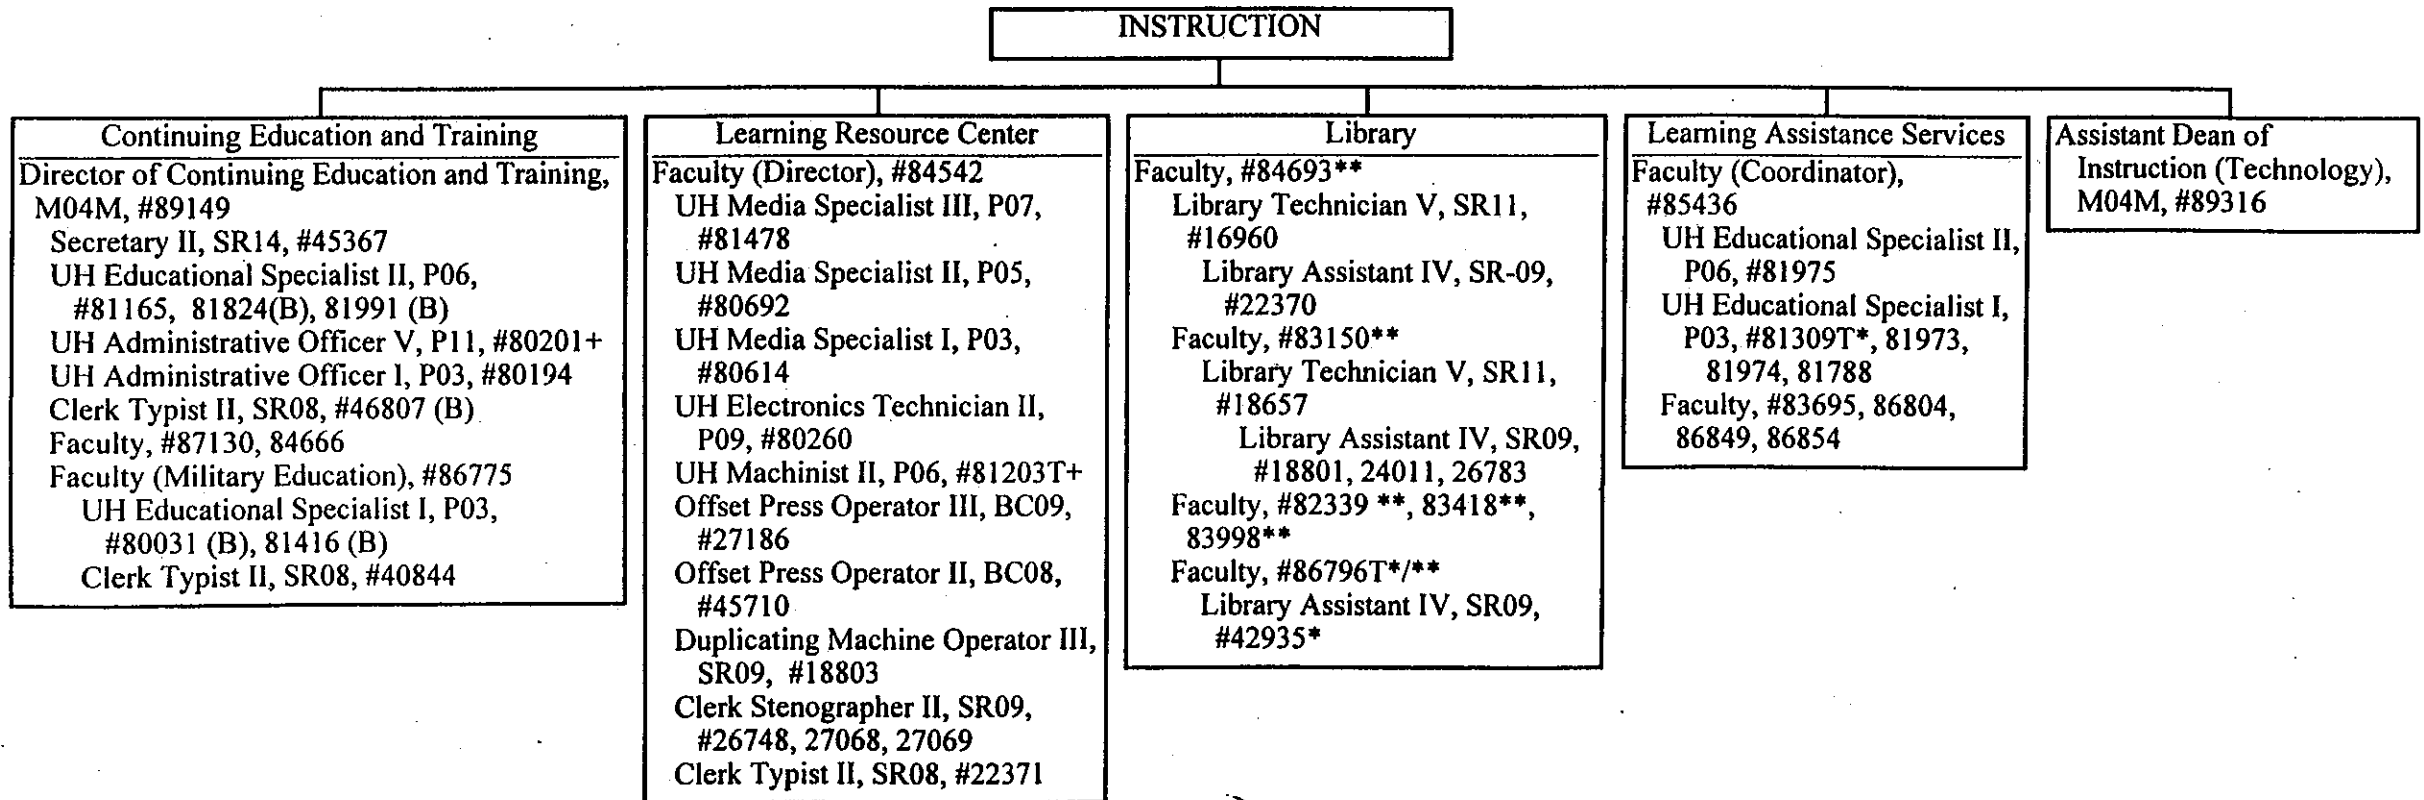 INSTRUCTION
Continuing Education and Training
Director of Continuing Education and Training,
M04M, #89149
Secretary II, SR14, #45367
UH Educational Specialist II, P06,
#81165, 81824(B), 81991 (B)
UH Administrative Officer V, P11, #80201+
UH Administrative Officer I, P03, #80194
Clerk Typist II, SR08, #46807 (B)
Faculty, #87130, 84666
Faculty (Military Education), #86775
UH Educational Specialist I, P03,
#80031 (B), 81416 (B)
Clerk Typist II, SR08, #40844
Learning Resource Center
Faculty (Director), #84542
UH Media Specialist III, P07,
#81478
UH Media Specialist II, P05,
#80692
UH Media Specialist I, P03,
#80614
UH Electronics Technician II,
P09, #80260
UH Machinist II, P06, #81203T+
Offset Press Operator III, BC09,
#27186
Offset Press Operator II, BC08,
#45710
Duplicating Machine Operator III,
SR09, #18803
Clerk Stenographer II, SR09,
#26748, 27068, 27069
Clerk Typist II, SR08, #22371
Library
Faculty, #84693**
Library Technician V, SR11,
#16960
Library Assistant IV, SR-09,
#22370
Faculty, #83150**
Library Technician V, SR11,
#18657
Library Assistant IV, SR09,
#18801, 24011, 26783
Faculty, #82339 **, 83418**,
83998**
Faculty, #86796T*/**
Library Assistant IV, SR09,
#42935*
Learning Assistance Services
Faculty (Coordinator),
#85436
UH Educational Specialist II,
P06, #81975
UH Educational Specialist I,
P03, #81309T*, 81973,
81974, 81788
Faculty, #83695, 86804,
86849, 86854
Assistant Dean of
Instruction (Technology),
M04M, #89316